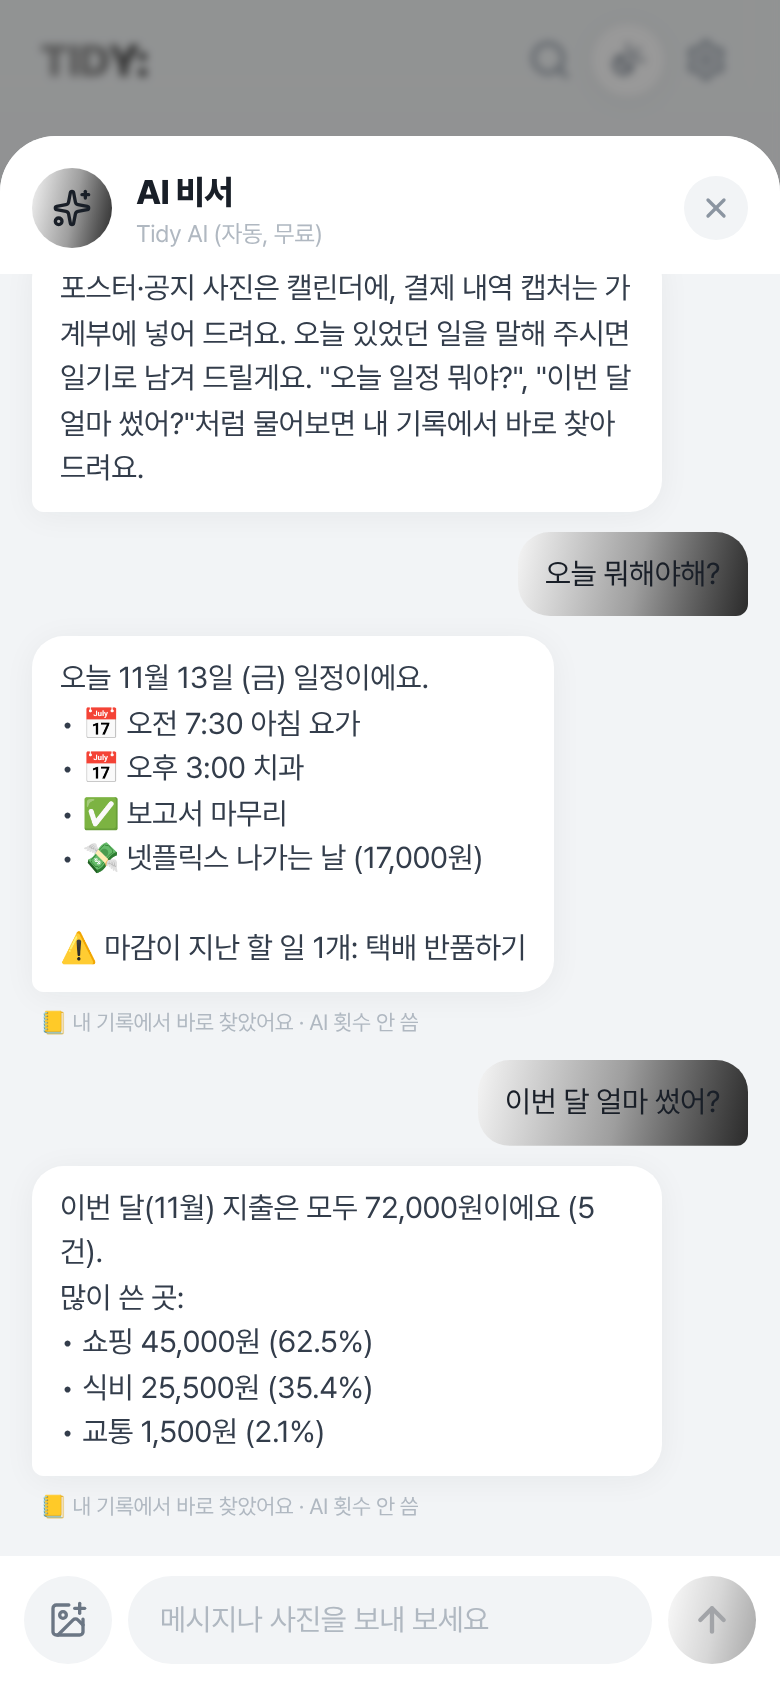 TIDY:
AI 비서
Tidy AI (자동, 무료)
포스터·공지 사진은 캘린더에, 결제 내역 캡처는 가
계부에 넣어 드려요. 오늘 있었던 일을 말해 주시면
일기로 남겨 드릴게요. "오늘 일정 뭐야?", "이번 달
얼마 썼어?"처럼 물어보면 내 기록에서 바로 찾아
드려요.
오늘 뭐해야해?
오늘 11월 13일 (금) 일정이에요.
• 📅 오전 7:30 아침 요가
• 📅 오후 3:00 치과
• ✅ 보고서 마무리
• 💸 넷플릭스 나가는 날 (17,000원)
⚠️ 마감이 지난 할 일 1개: 택배 반품하기
📒 내 기록에서 바로 찾았어요 · AI 횟수 안 씀
이번 달 얼마 썼어?
이번 달(11월) 지출은 모두 72,000원이에요 (5
건).
많이 쓴 곳:
• 쇼핑 45,000원 (62.5%)
• 식비 25,500원 (35.4%)
• 교통 1,500원 (2.1%)
📒 내 기록에서 바로 찾았어요 · AI 횟수 안 씀
메시지나 사진을 보내 보세요